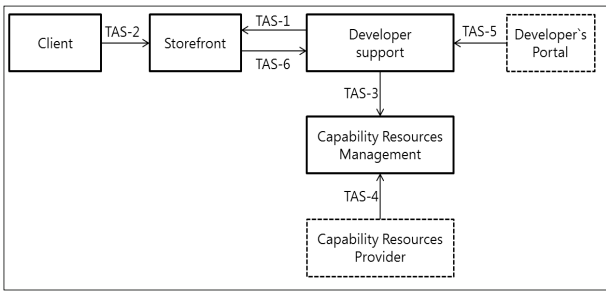 TAS-1
Client
TAS-2
Storefront
Developer
support
TAS-5
Developer`s
Portal
TAS-6
TAS-3
Capability Resources
Management
TAS-4
Capability Resources
Provider